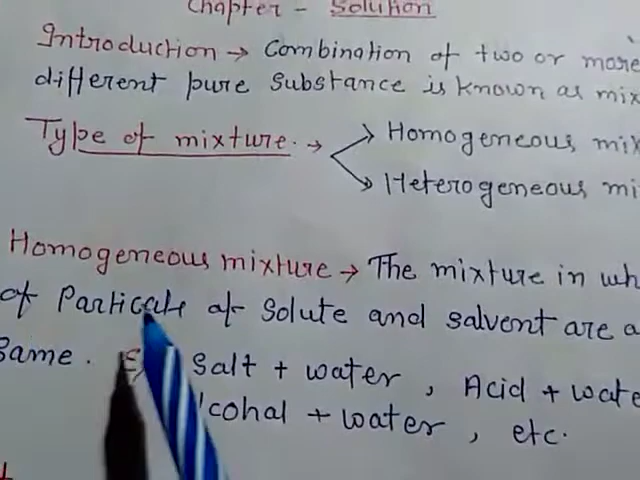 Chapter - Solution
Introduction → Combination of two or more
different pure substance is known as mix
Type of mixture. → Homogeneous mix
Heterogeneous mi
Homogeneous mixture → The mixture in wh
of Particals of solute and salvent are a
same. Salt + water, Acid + wate
lcohal + water, etc.